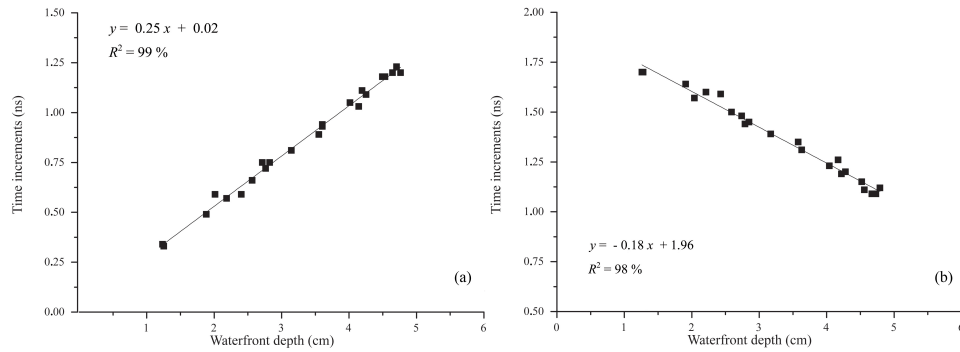 y = 0.25 x + 0.02
R² = 99 %
Time increments (ns)
1.50
1.25
1.00
0.75
0.50
0.25
0.00
1 2 3 4 5 6
Waterfront depth (cm)
(a)
Time increments (ns)
2.00
1.75
1.50
1.25
1.00
0.75
0.50
y = - 0.18 x + 1.96
R² = 98 %
0 1 2 3 4 5 6
Waterfront depth (cm)
(b)